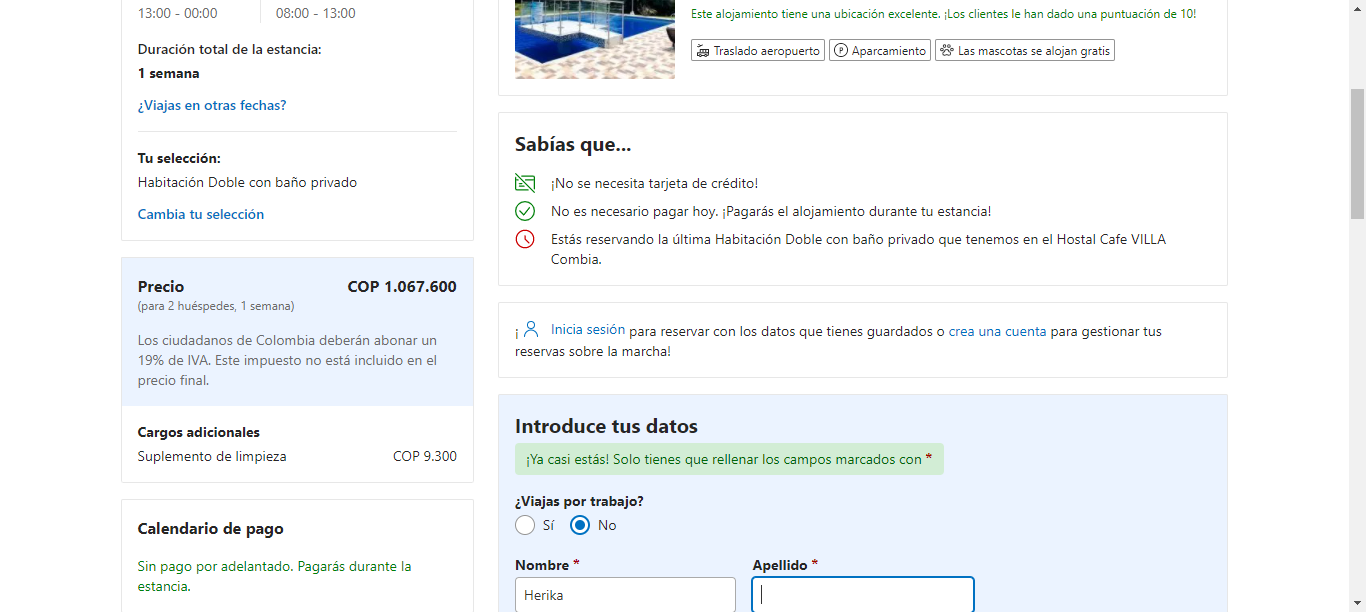 13:00 - 00:00
08:00 - 13:00
Duración total de la estancia:
1 semana
¿Viajas en otras fechas?
Tu selección:
Habitación Doble con baño privado
Cambia tu selección
Precio
COP 1.067.600
(para 2 huéspedes, 1 semana)
Los ciudadanos de Colombia deberán abonar un
19% de IVA. Este impuesto no está incluido en el
precio final.
Cargos adicionales
Suplemento de limpieza
COP 9.300
Calendario de pago
Sin pago por adelantado. Pagarás durante la
estancia.
Este alojamiento tiene una ubicación excelente. ¡Los clientes le han dado una puntuación de 10!
Traslado aeropuerto
P Aparcamiento
Las mascotas se alojan gratis
Sabías que...
¡No se necesita tarjeta de crédito!
No es necesario pagar hoy. ¡Pagarás el alojamiento durante tu estancia!
Estás reservando la última Habitación Doble con baño privado que tenemos en el Hostal Cafe VILLA
Combia.
¡ Inicia sesión para reservar con los datos que tienes guardados o crea una cuenta para gestionar tus
reservas sobre la marcha!
Introduce tus datos
¡Ya casi estás! Solo tienes que rellenar los campos marcados con *
¿Viajas por trabajo?
Sí
No
Nombre *
Apellido *
Herika